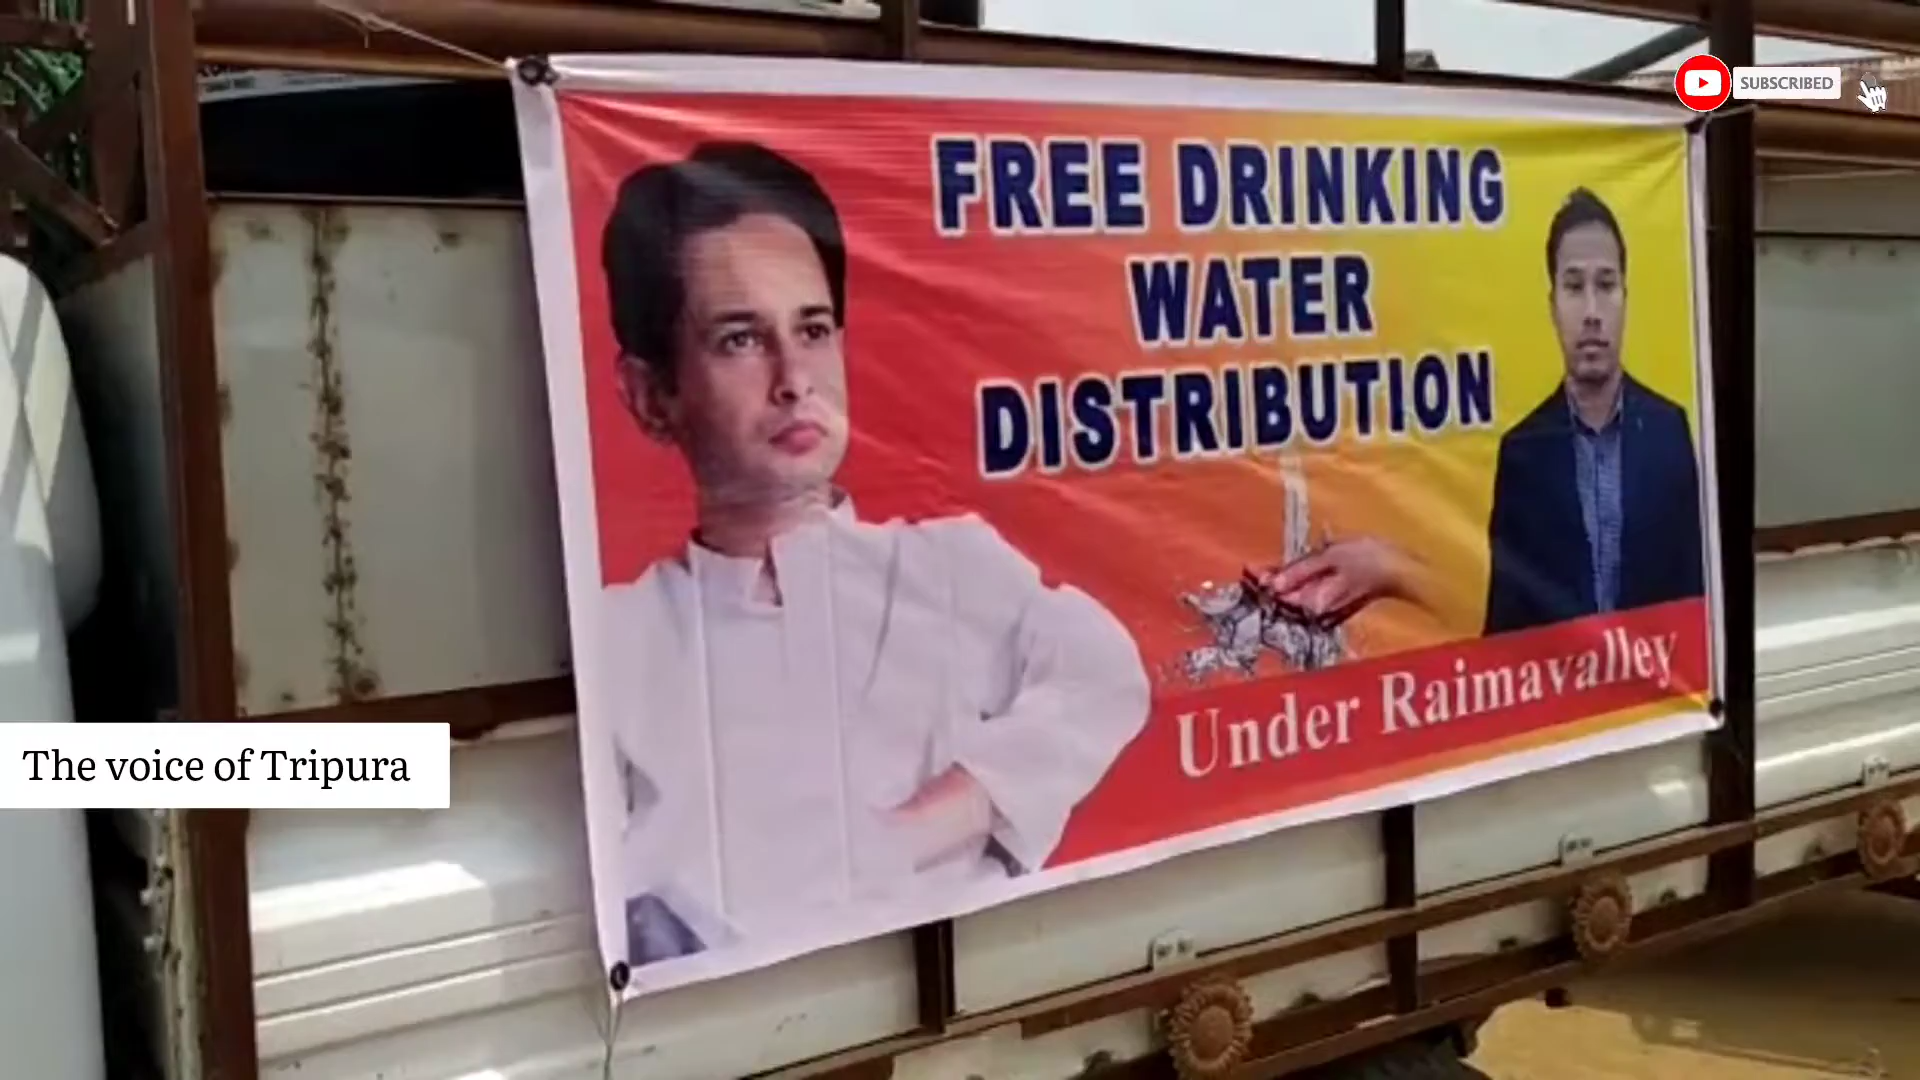 SUBSCRIBED
FREE DRINKING
WATER
DISTRIBUTION
Under Raimavalley
The voice of Tripura